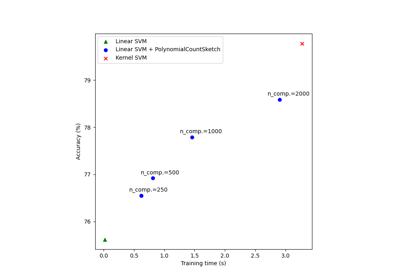 Linear SVM
Linear SVM + PolynomialCountSketch
Kernel SVM
79
78
77
76
n_comp.=2000
n_comp.=1000
n_comp.=500
n_comp.=250
Accuracy (%)
0.0 0.5 1.0 1.5 2.0 2.5 3.0
Training time (s)